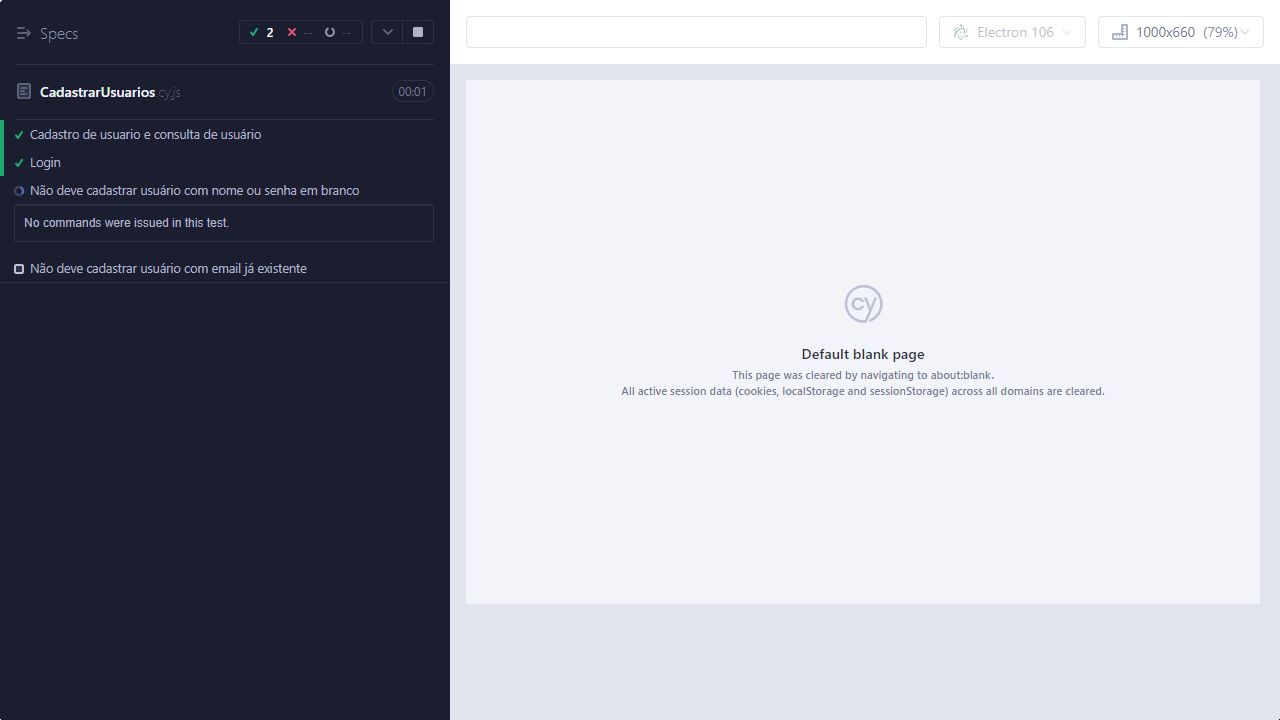 Specs
2
--
--
Electron 106
1000x660 (79%)
CadastrarUsuarios.cy.js
00:01
Cadastro de usuario e consulta de usuário
Login
Não deve cadastrar usuário com nome ou senha em branco
No commands were issued in this test.
Não deve cadastrar usuário com email já existente
cy
Default blank page
This page was cleared by navigating to about:blank.
All active session data (cookies, localStorage and sessionStorage) across all domains are cleared.